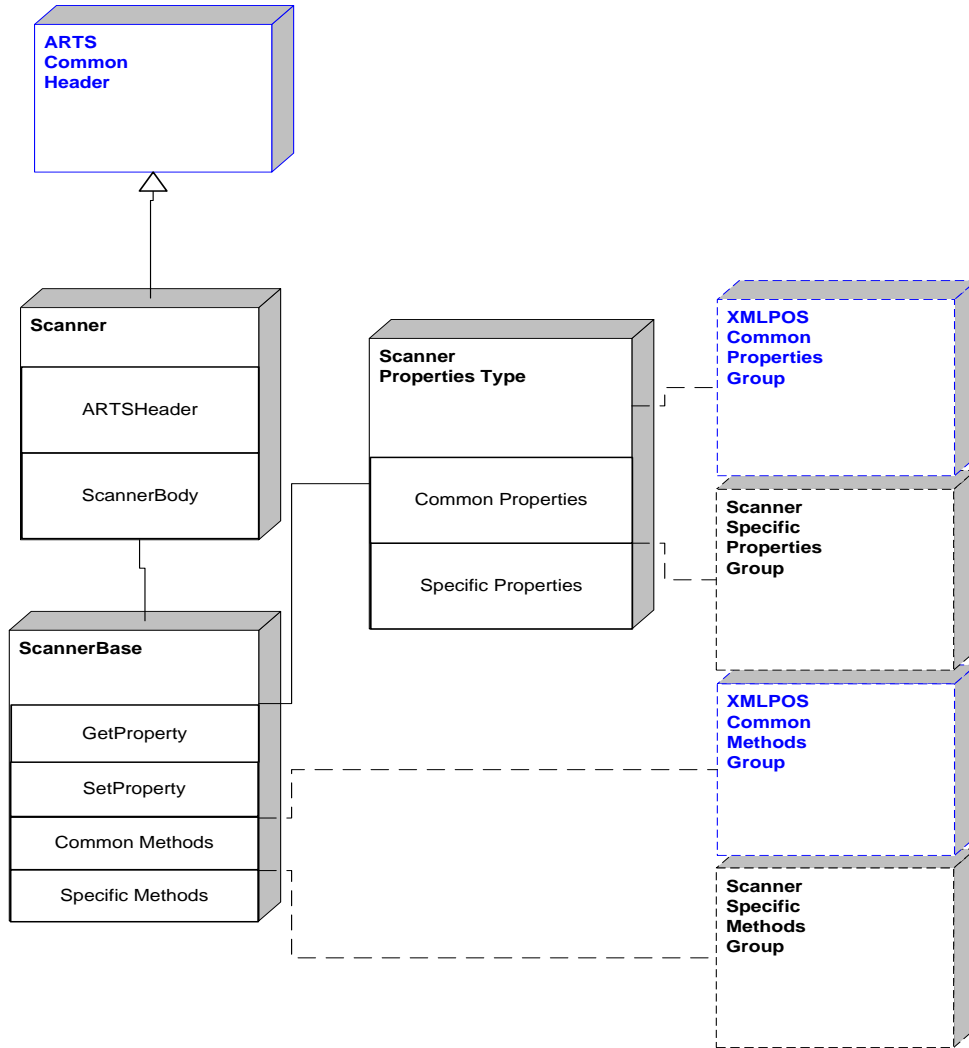 ARTS
Common
Header
Scanner
ARTSHeader
ScannerBody
Scanner
Properties Type
Common Properties
Specific Properties
XMLPOS
Common
Properties
Group
Scanner
Specific
Properties
Group
ScannerBase
GetProperty
SetProperty
Common Methods
Specific Methods
XMLPOS
Common
Methods
Group
Scanner
Specific
Methods
Group